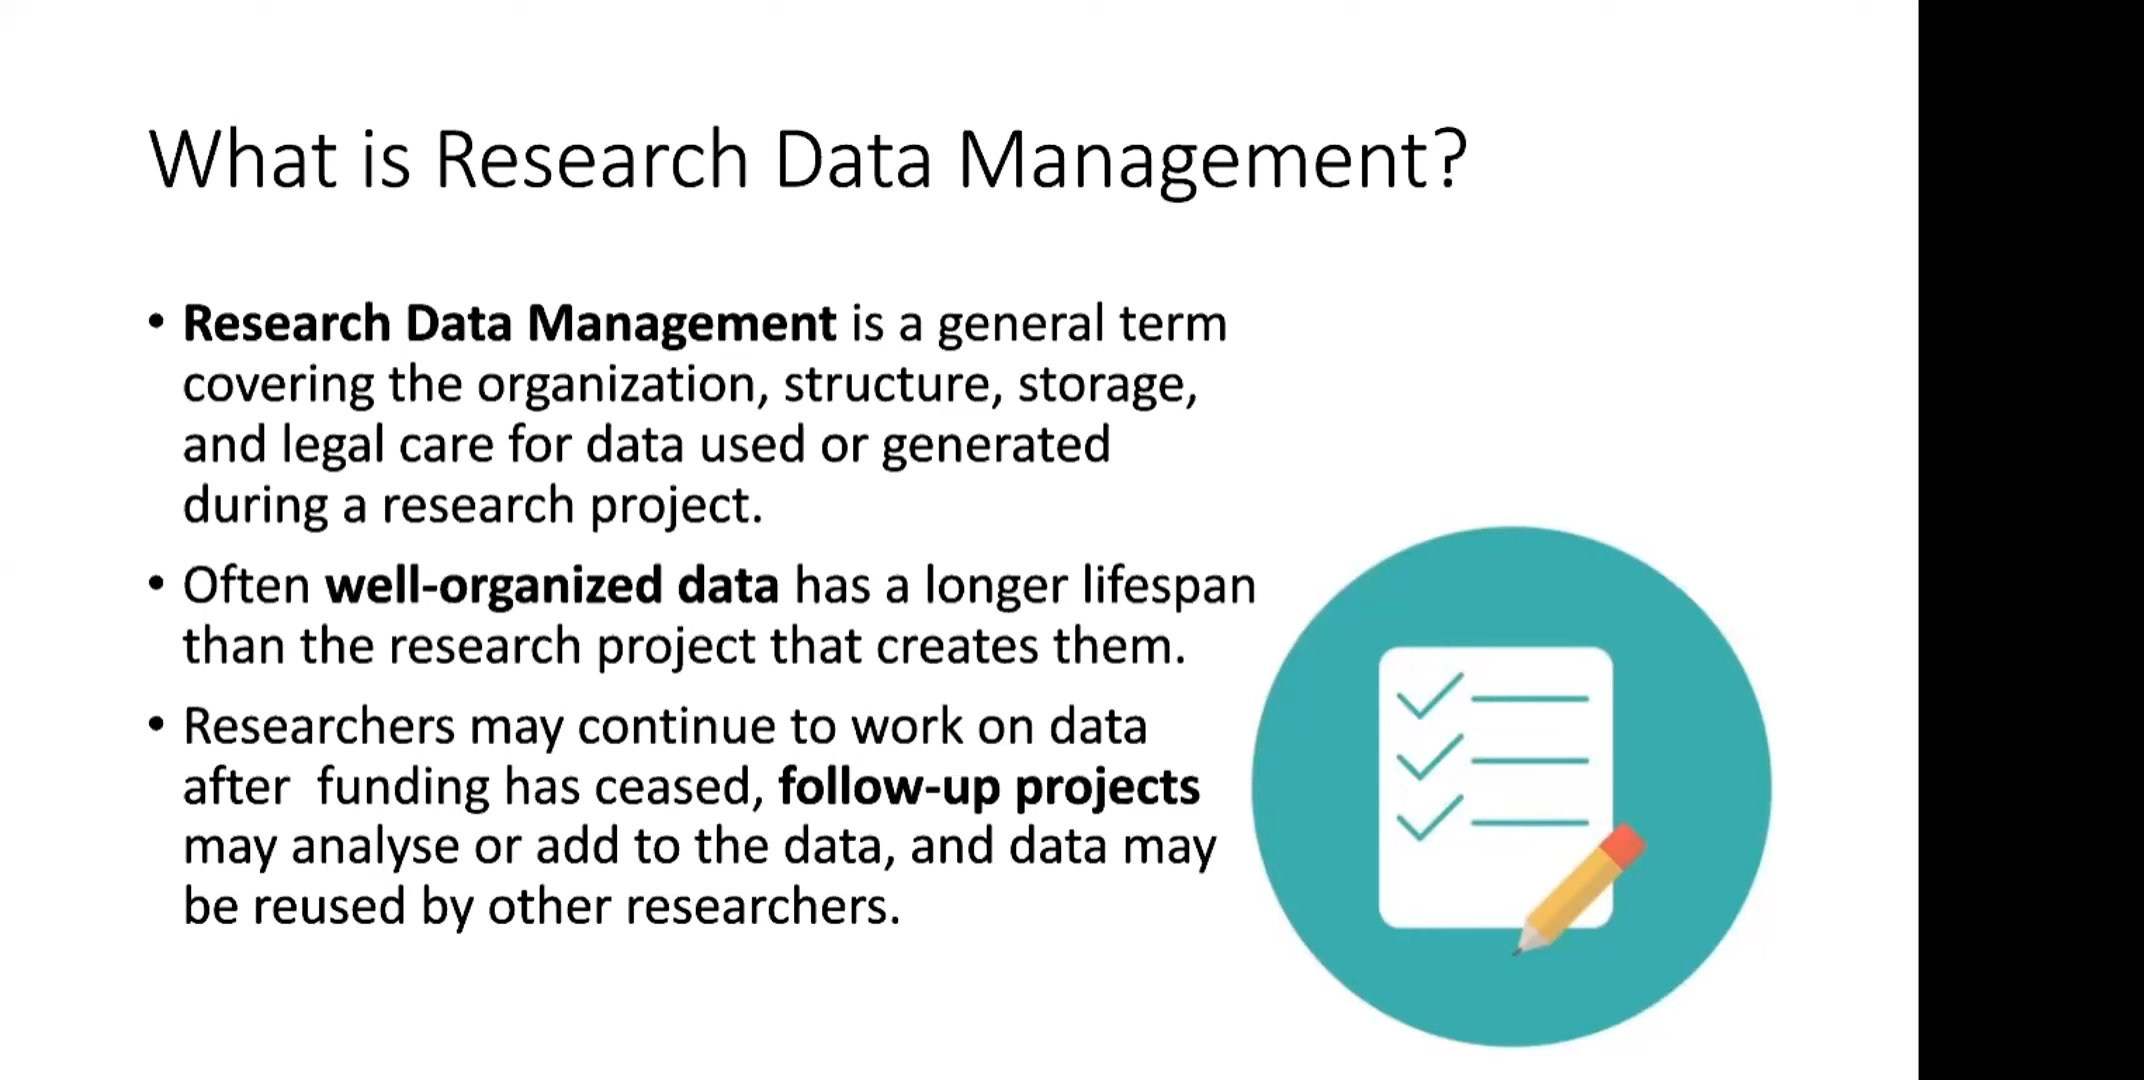 What is Research Data Management?
• Research Data Management is a general term
covering the organization, structure, storage,
and legal care for data used or generated
during a research project.
• Often well-organized data has a longer lifespan
than the research project that creates them.
• Researchers may continue to work on data
after  funding has ceased, follow-up projects
may analyse or add to the data, and data may
be reused by other researchers.